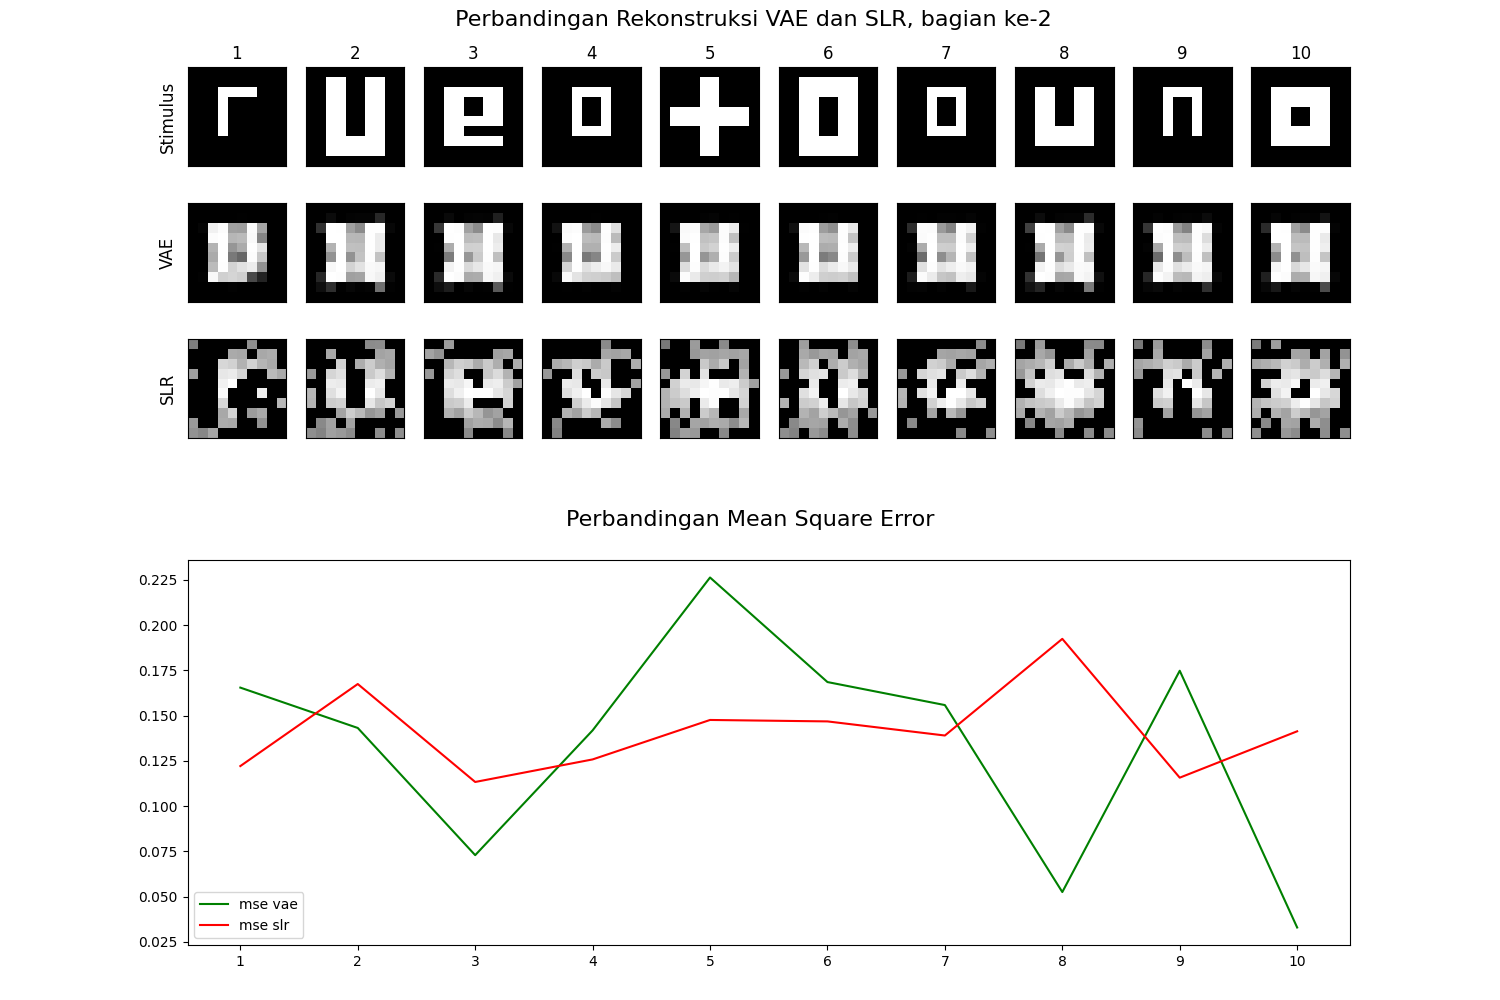 Perbandingan Rekonstruksi VAE dan SLR, bagian ke-2
1 2 3 4 5 6 7 8 9 10
Stimulus
VAE
SLR
Perbandingan Mean Square Error
0.225
0.200
0.175
0.150
0.125
0.100
0.075
0.050
0.025
mse vae
mse slr
1 2 3 4 5 6 7 8 9 10